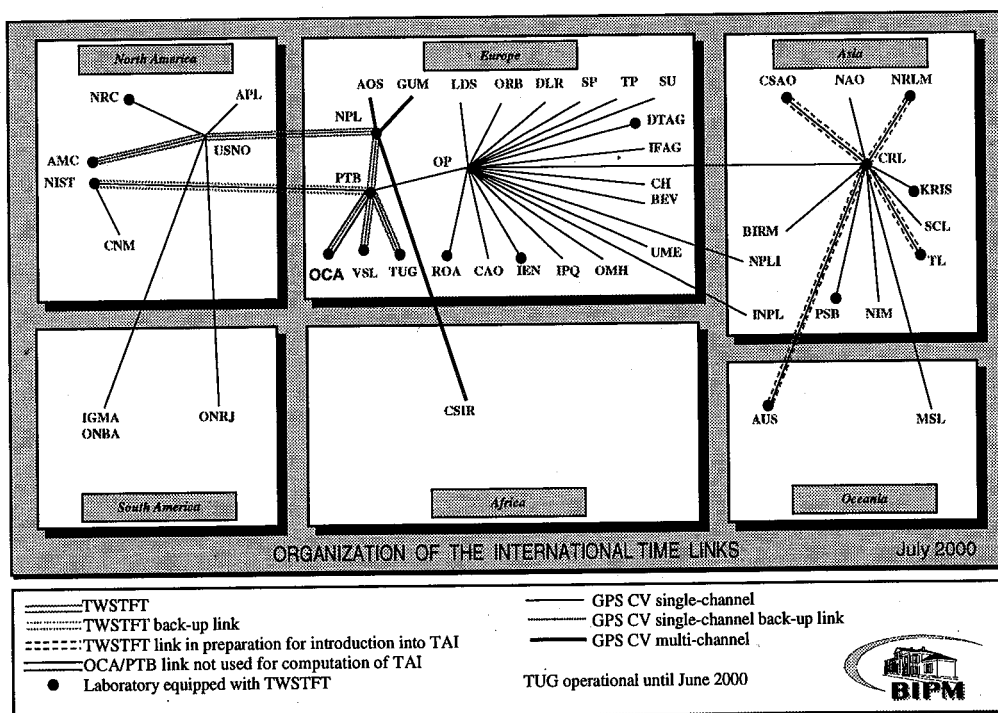 North America
Europe
Asia
NRC
APL
USNO
AMC
NIST
CNM
AOS GUM LDS ORB DLR SP TP SU
NPL
DTAG
OP
IFAG
PTB
CH
BEV
UME
OCA VSL TUG ROA CAO IEN IPQ OMH
CSAO NAO NRLM
CRL
KRIS
SCL
BIRM
TL
NPLI
INPL
PSB NIM
IGMA
ONBA
ONRJ
CSIR
AUS
MSL
South America
Africa
Oceania
ORGANIZATION OF THE INTERNATIONAL TIME LINKS
July 2000
TWSTFT
TWSTFT back-up link
TWSTFT link in preparation for introduction into TAI
OCA/PTB link not used for computation of TAI
Laboratory equipped with TWSTFT
GPS CV single-channel
GPS CV single-channel back-up link
GPS CV multi-channel
TUG operational until June 2000
BIPM